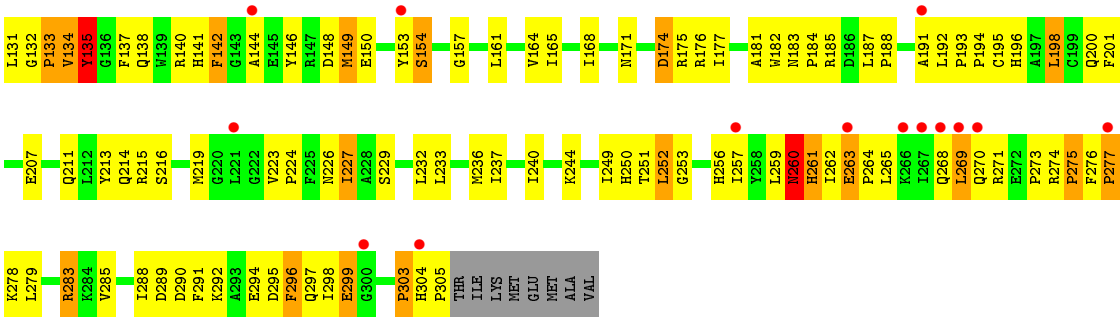 L131 G132 P133 V134 Y135 G136 F137 Q138 W139 R140 H141 F142 G143 A144 E145 Y146 R147 D148 M149 E150 Y153 S154 G157 L161 V164 I165 I168 N171 D174 R175 R176 I177 A181 W182 N183 P184 R185 D186 L187 P188 A191 L192 P193 P194 C195 H196 A197 L198 C199 Q200 F201
E207 Q211 L212 Y213 Q214 R215 S216 M219 G220 L221 G222 V223 P224 F225 N226 I227 A228 S229 L232 L233 M236 I237 I240 K244 I249 H250 T251 L252 G253 H256 I257 Y258 L259 N260 H261 I262 E263 P264 L265 K266 I267 Q268 L269 Q270 R271 E272 P273 R274 P275 F276 P277
K278 L279 R283 K284 V285 I288 D289 D290 F291 K292 A293 E294 D295 F296 Q297 I298 E299 G300 P303 H304 P305 THR ILE LYS MET GLU MET ALA VAL